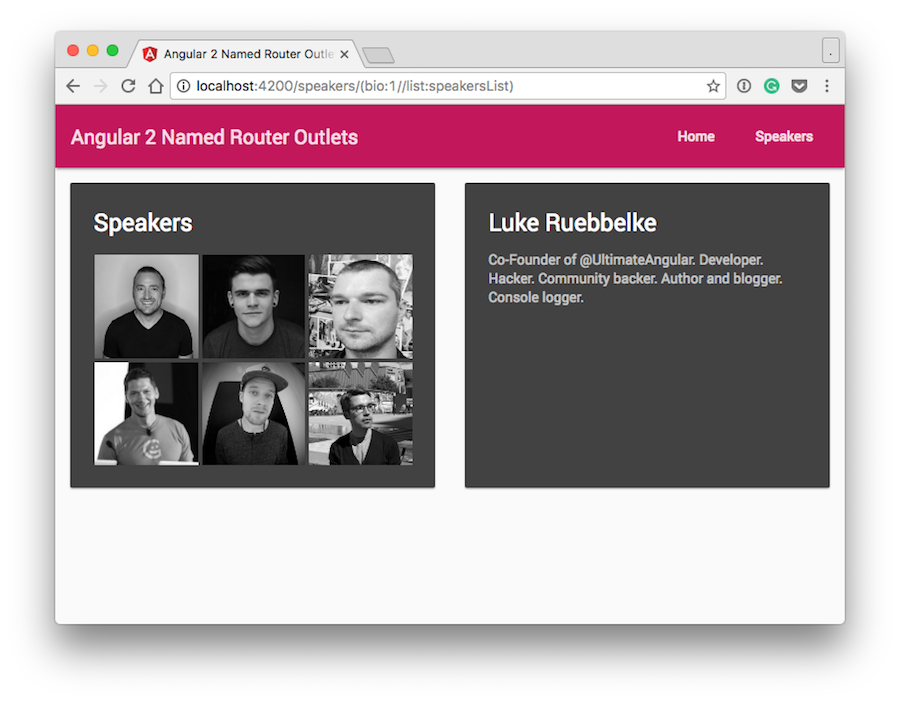 Angular 2 Named Router Outle
localhost:4200/speakers/(bio:1//list:speakersList)
Angular 2 Named Router Outlets
Home
Speakers
Speakers
Luke Ruebbelke
Co-Founder of @UltimateAngular. Developer.
Hacker. Community backer. Author and blogger.
Console logger.